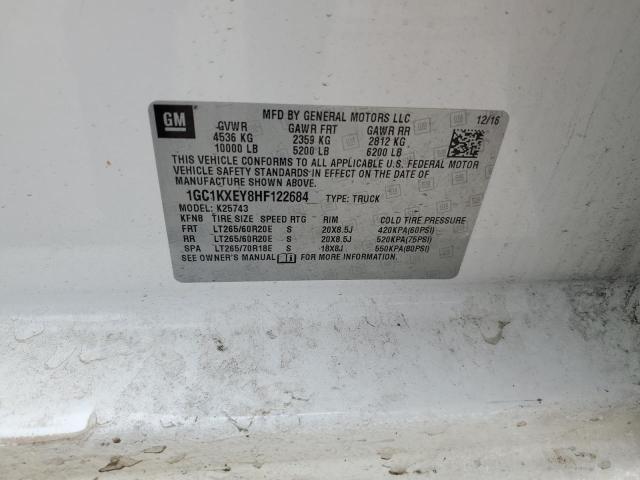 GM
MFD BY GENERAL MOTORS LLC
12/16
GVWR GAWR FRT GAWR RR
4536 KG 2359 KG 2812 KG
10000 LB 5200 LB 6200 LB
THIS VEHICLE CONFORMS TO ALL APPLICABLE U.S. FEDERAL MOTOR
VEHICLE SAFETY STANDARDS IN EFFECT ON THE DATE OF
MANUFACTURE SHOWN ABOVE.
1GC1KXEY8HF122684 TYPE: TRUCK
MODEL: K25743
KFNB TIRE SIZE SPEED RTG RIM COLD TIRE PRESSURE
FRT LT265/60R20E S 20X8.5J 420KPA(60PSI)
RR LT265/60R20E S 20X8.5J 520KPA(75PSI)
SPA LT265/70R18E S 18X8J 550KPA(80PSI)
SEE OWNER'S MANUAL FOR MORE INFORMATION.